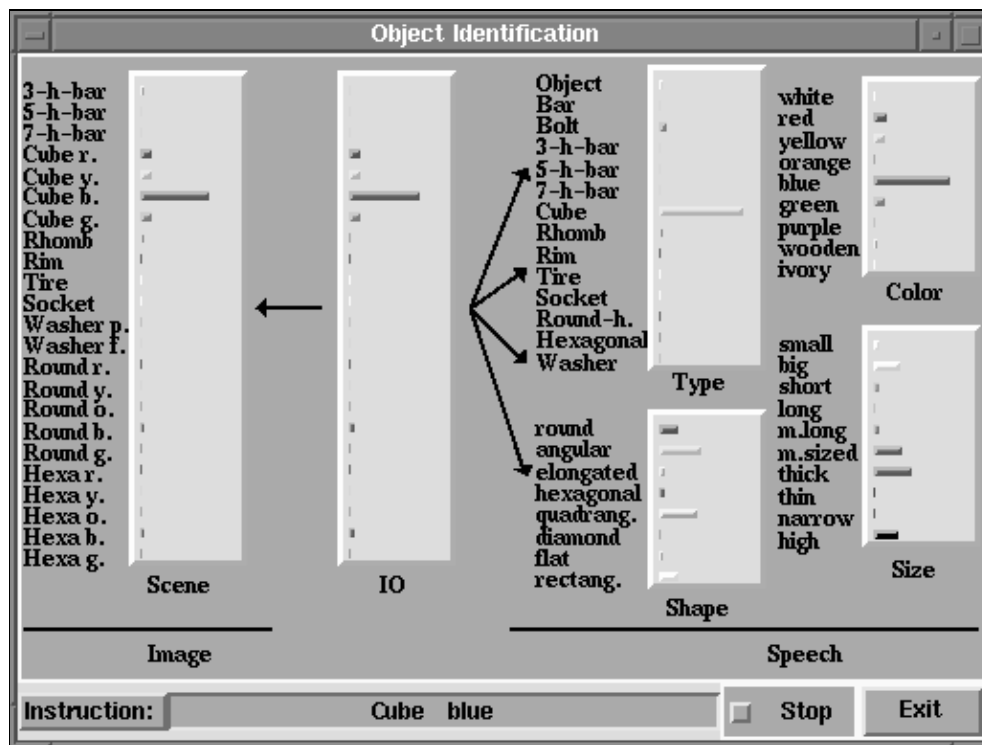 Object Identification
3-h-bar
5-h-bar
7-h-bar
Cube r.
Cube y.
Cube b.
Cube g.
Rhomb
Rim
Tire
Socket
Washer p.
Washer f.
Round r.
Round y.
Round o.
Round b.
Round g.
Hexa r.
Hexa y.
Hexa o.
Hexa b.
Hexa g.
Scene
IO
Object
Bar
Bolt
3-h-bar
5-h-bar
7-h-bar
Cube
Rhomb
Rim
Tire
Socket
Round-h.
Hexagonal
Washer
Type
round
angular
elongated
hexagonal
quadrang.
diamond
flat
rectang.
Shape
white
red
yellow
orange
blue
green
purple
wooden
ivory
Color
small
big
short
long
m.long
m.sized
thick
thin
narrow
high
Size
Image
Speech
Instruction: Cube blue Stop Exit